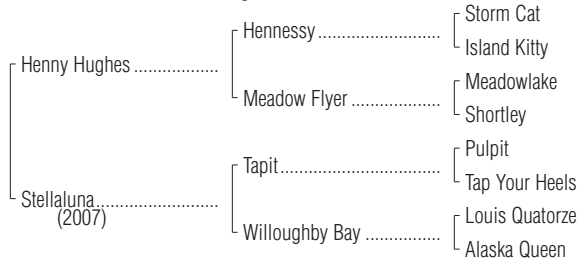 Storm Cat
Hennessy ......................
Island Kitty
Henny Hughes ..................
Meadowlake
Meadow Flyer ................
Shortley
Pulpit
Tapit..............................
Tap Your Heels
Stellaluna........................
(2007)
Louis Quatorze
Willoughby Bay ..............
Alaska Queen